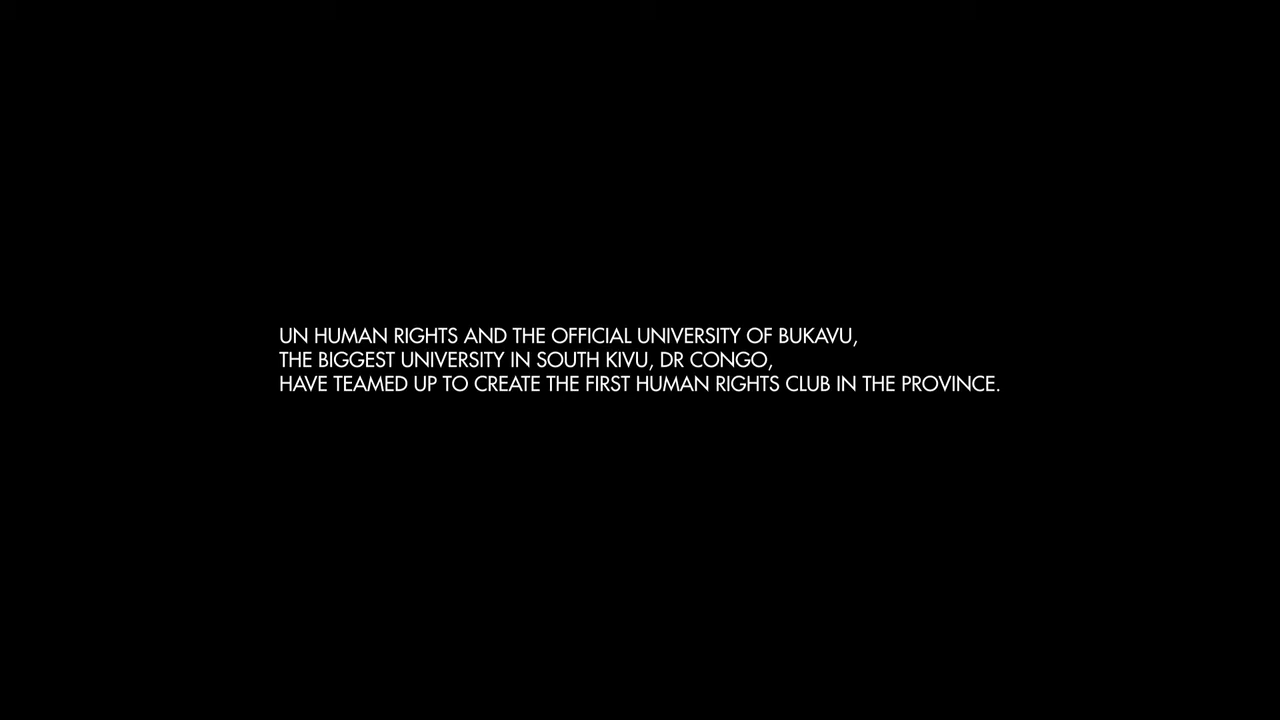 UN HUMAN RIGHTS AND THE OFFICIAL UNIVERSITY OF BUKAVU,
THE BIGGEST UNIVERSITY IN SOUTH KIVU, DR CONGO,
HAVE TEAMED UP TO CREATE THE FIRST HUMAN RIGHTS CLUB IN THE PROVINCE.